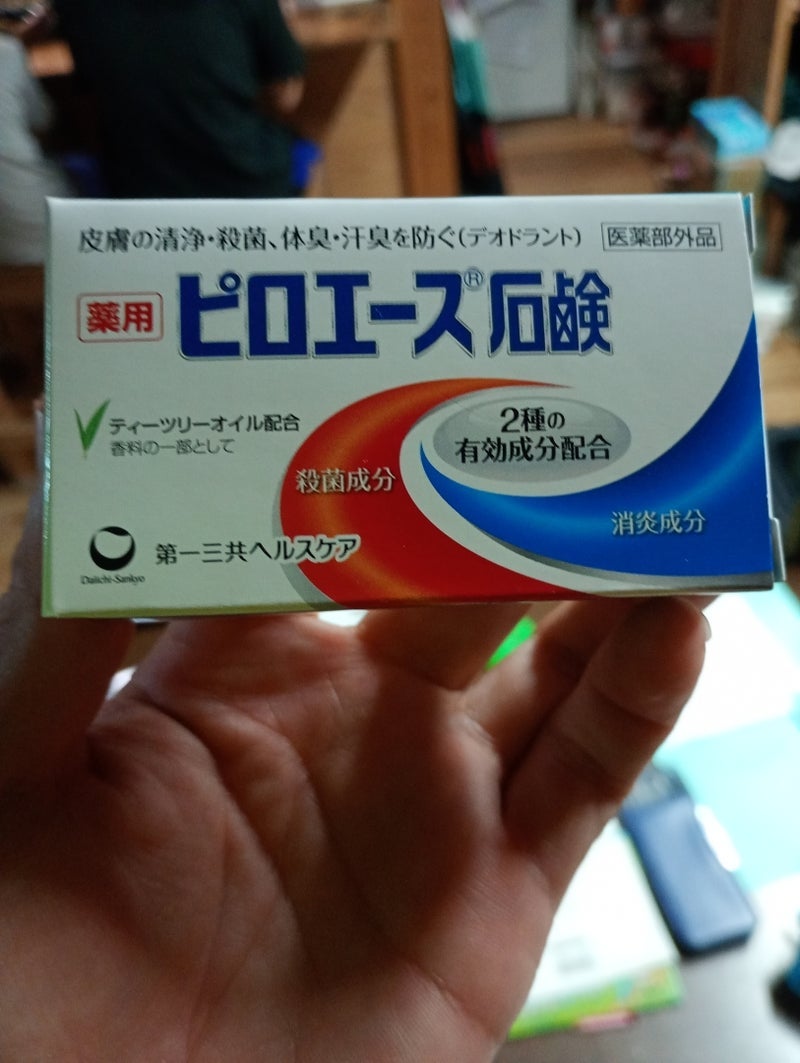 皮膚の清浄・殺菌、体臭・汗臭を防ぐ(デオドラント) 医薬部外品
薬用 ピロエース®石鹸
ティーツリーオイル配合
香料の一部として
2種の
有効成分配合
殺菌成分
消炎成分
第一三共ヘルスケア
Daiichi-Sankyo